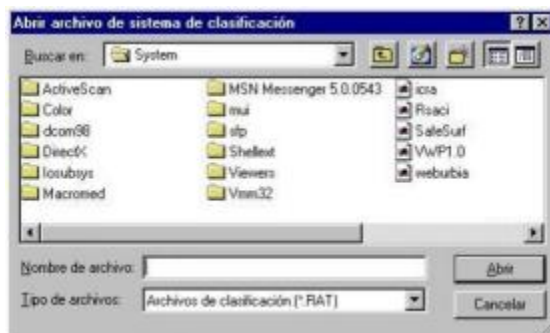 Abrir archivo de sistema de clasificación
Buscar en: System
ActiveScan
Color
dcom98
DirectX
Iosubsys
Macromed
MSN Messenger 5.0.0543
mui
sfp
Shellext
Viewers
Vmm32
icra
Rsaci
SafeSurf
VWP1.0
weburbia
Nombre de archivo:
Abrir
Tipo de archivos: Archivos de clasificación (*.RAT)
Cancelar